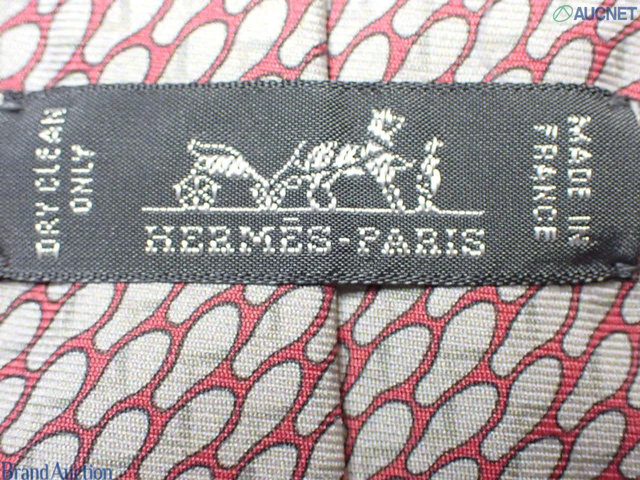 AUCNET
DRY CLEAN
ONLY
HERMÈS-PARIS
MADE IN
FRANCE
Brand Auction